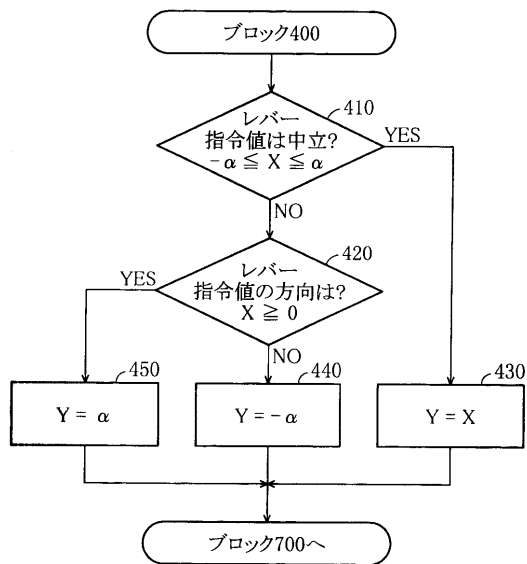 ブロック400
410
レバー
指令値は中立?
-α ≦ X ≦ α
YES
NO
420
レバー
指令値の方向は?
X ≧ 0
YES
NO
450
Y = α
440
Y = -α
430
Y = X
ブロック700へ